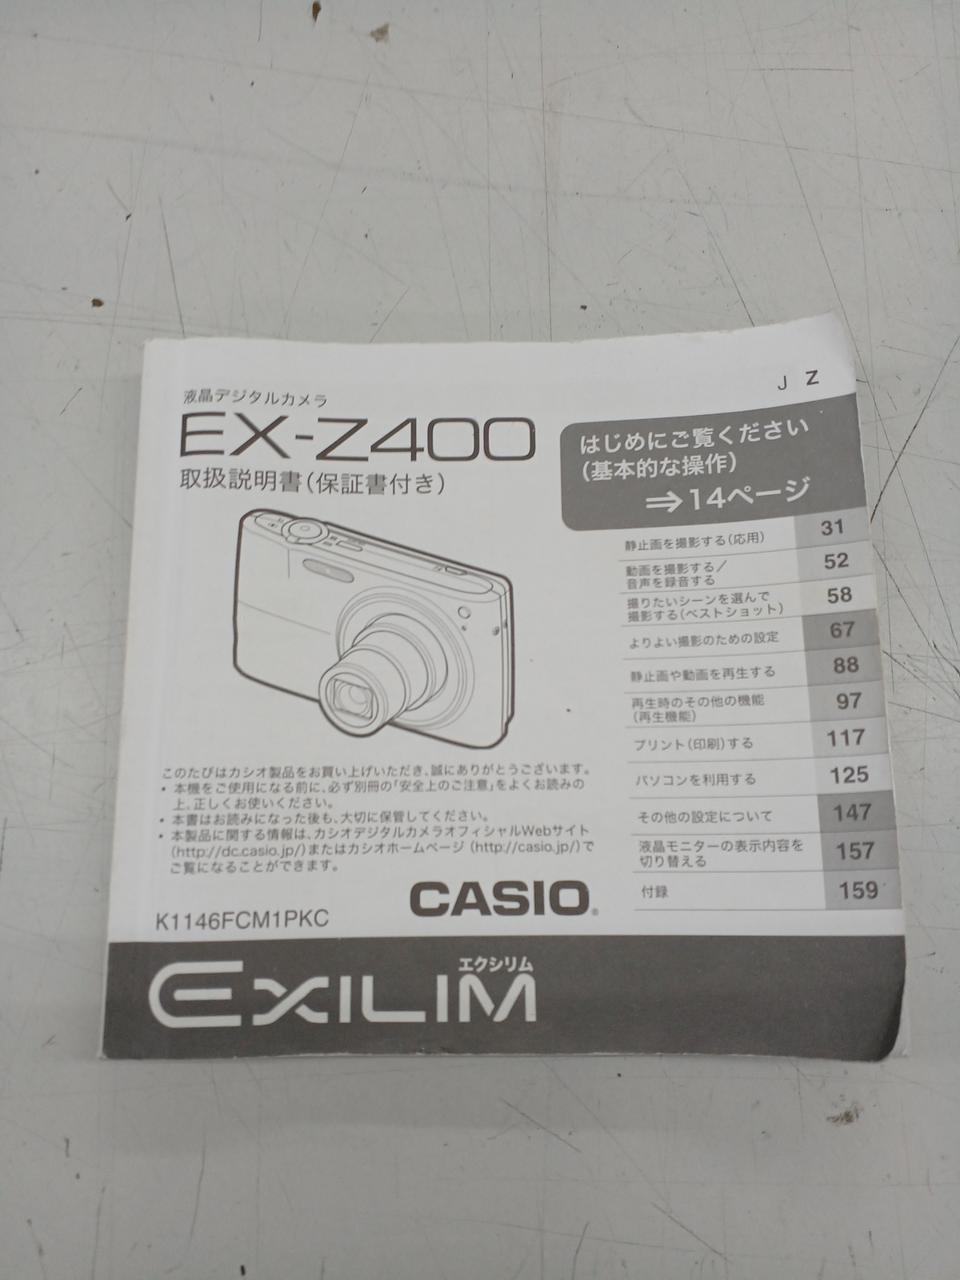 J Z
液晶デジタルカメラ
EX-Z400
取扱説明書(保証書付き)
はじめにご覧ください
(基本的な操作)
⇒14ページ
静止画を撮影する(応用) 31
動画を撮影する/
音声を録音する 52
撮りたいシーンを選んで
撮影する(ベストショット) 58
よりよい撮影のための設定 67
静止画や動画を再生する 88
再生時のその他の機能
(再生機能) 97
プリント(印刷)する 117
パソコンを利用する 125
その他の設定について 147
液晶モニターの表示内容を
切り替える 157
付録 159
このたびはカシオ製品をお買い上げいただき、誠にありがとうございます。
• 本機をご使用になる前に、必ず別冊の「安全上のご注意」をよくお読みの
上、正しくお使いください。
• 本書はお読みになった後も、大切に保管してください。
• 本製品に関する情報は、カシオデジタルカメラオフィシャルWebサイト
(http://dc.casio.jp/)またはカシオホームページ(http://casio.jp/)で
ご覧になることができます。
K1146FCM1PKC
CASIO®
エクシリム
EXILIM